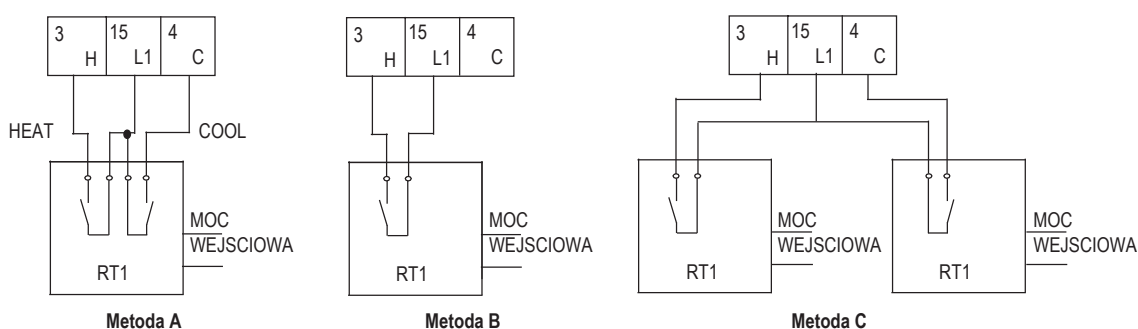 3 H 15 L1 4 C
HEAT COOL
MOC
WEJSCIOWA
RT1
Metoda A
3 H 15 L1 4 C
MOC
WEJSCIOWA
RT1
Metoda B
3 H 15 L1 4 C
MOC
WEJSCIOWA
RT1
MOC
WEJSCIOWA
RT1
Metoda C